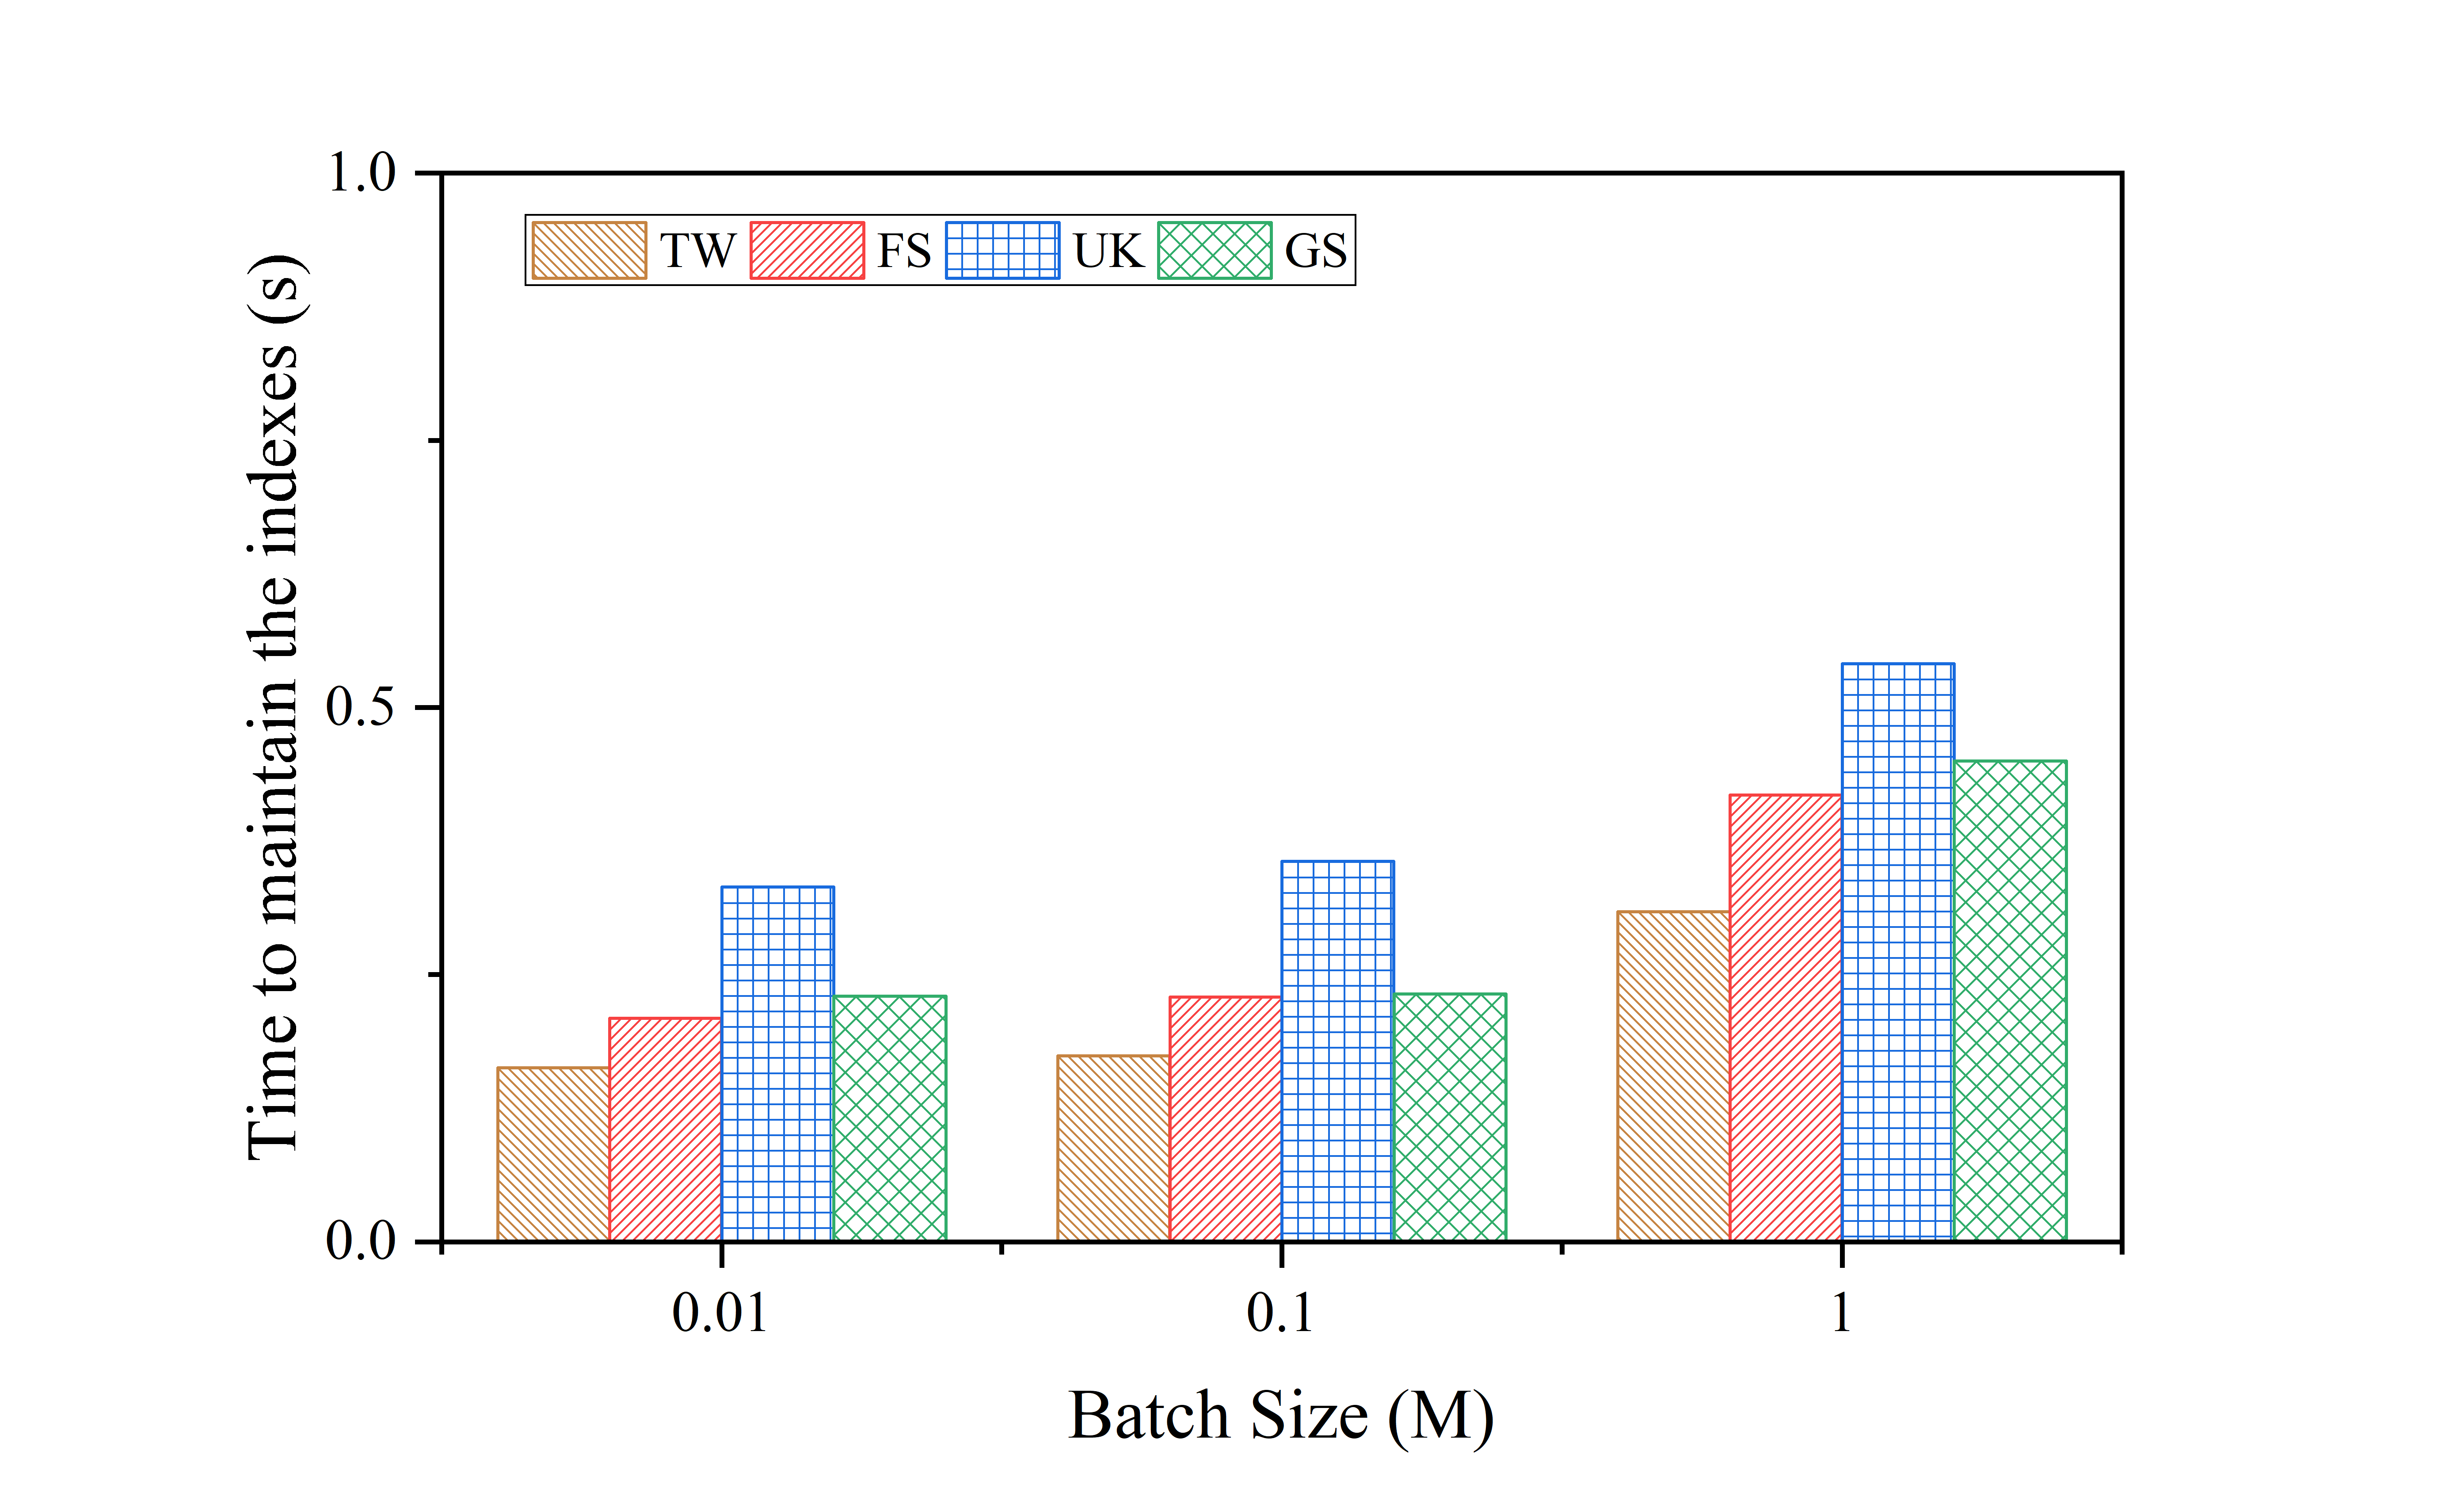 1.0
TW FS UK GS
0.5
0.0
Time to maintain the indexes (s)
0.01 0.1 1
Batch Size (M)